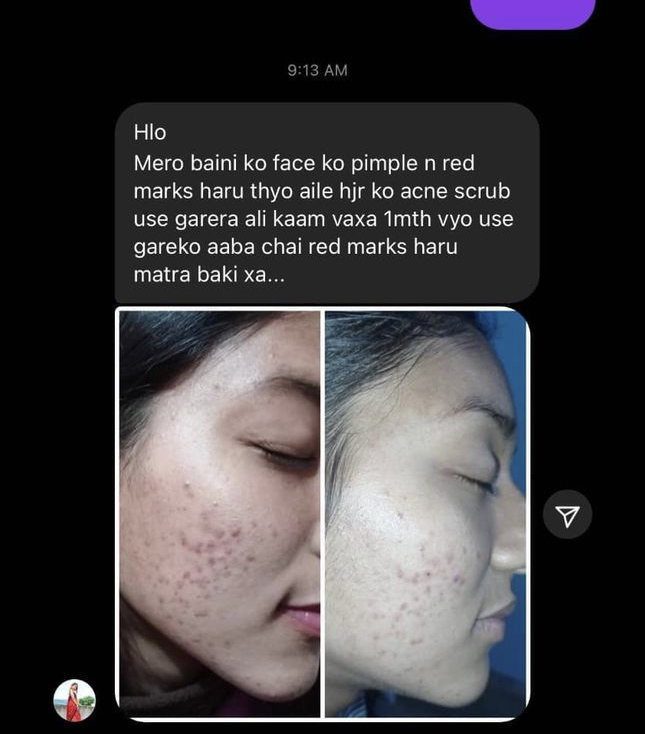 9:13 AM
Hlo
Mero baini ko face ko pimple n red
marks haru thyo aile hjr ko acne scrub
use garera ali kaam vaxa 1mth vyo use
gareko aaba chai red marks haru
matra baki xa...